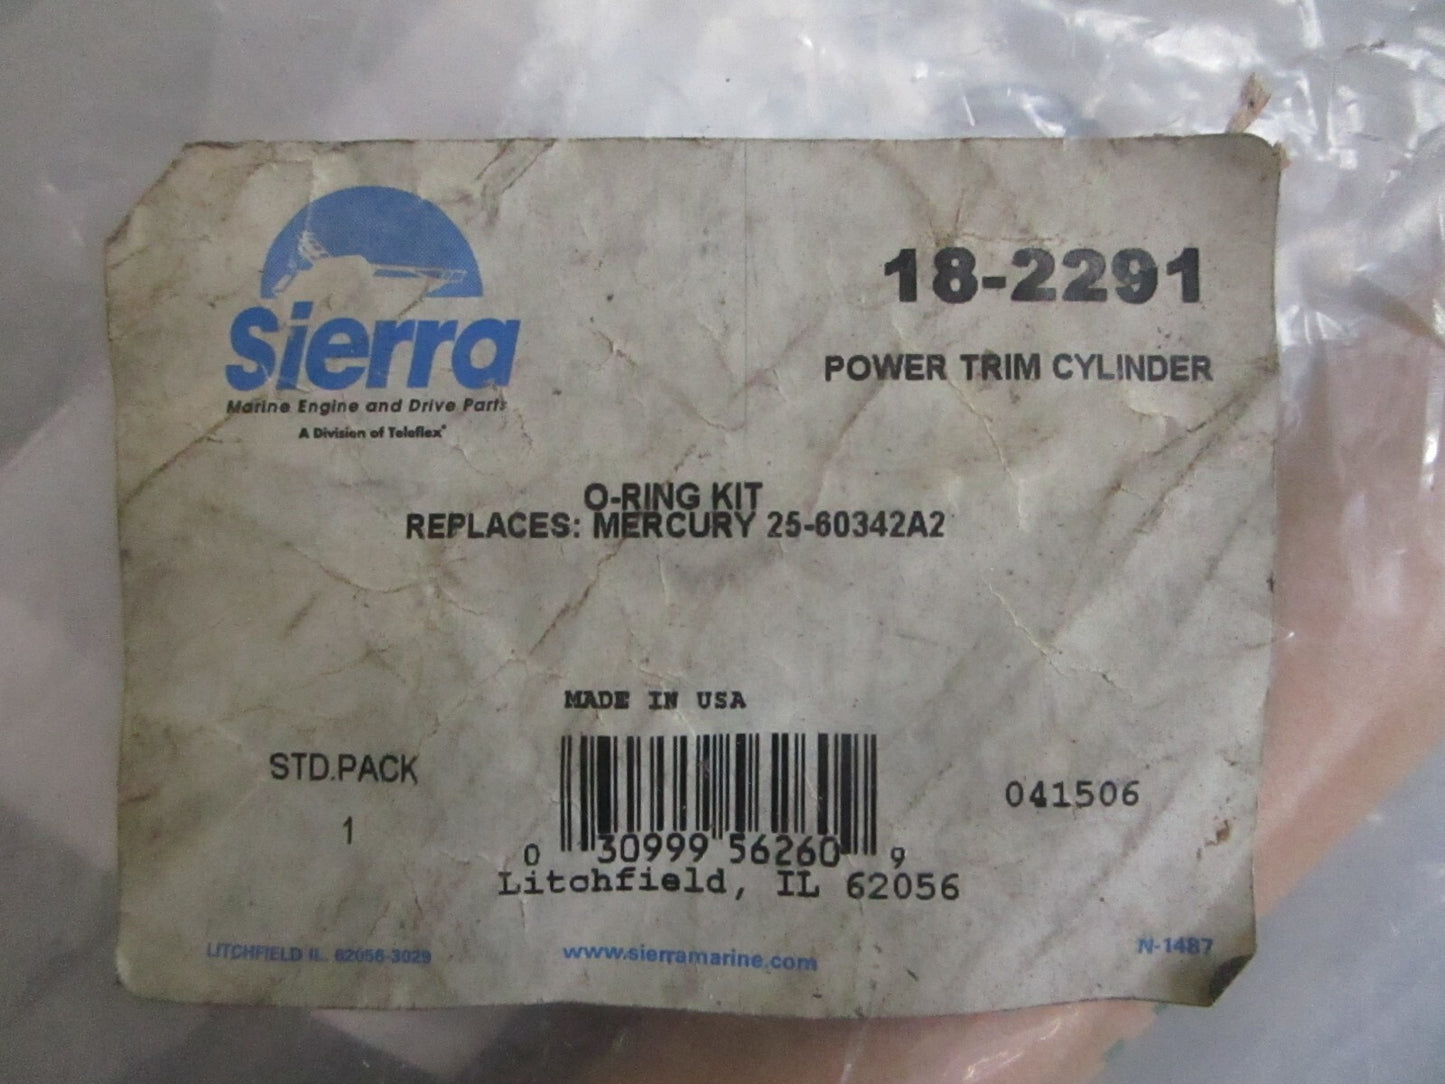 Sierra
Marine Engine and Drive Parts
A Division of Teleflex®
18-2291
POWER TRIM CYLINDER
O-RING KIT
REPLACES: MERCURY 25-60342A2
MADE IN USA
STD.PACK
1
041506
0 30999 56260 9
Litchfield, IL 62056
LITCHFIELD IL. 62056-3029
www.sierramarine.com
N-1487